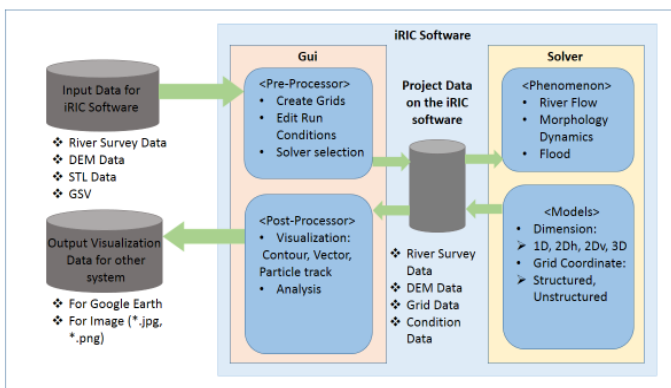 iRIC Software
Gui
Solver
Input Data for
iRIC Software
❖ River Survey Data
❖ DEM Data
❖ STL Data
❖ GSV
<Pre-Processor>
• Create Grids
• Edit Run
Conditions
• Solver selection
Project Data
on the iRIC
software
<Phenomenon>
• River Flow
• Morphology
Dynamics
• Flood
Output Visualization
Data for other
system
❖ For Google Earth
❖ For Image (*.jpg,
*.png)
<Post-Processor>
• Visualization:
Contour, Vector,
Particle track
• Analysis
❖ River Survey
Data
❖ DEM Data
❖ Grid Data
❖ Condition
Data
<Models>
• Dimension:
➢ 1D, 2Dh, 2Dv, 3D
• Grid Coordinate:
➢ Structured,
Unstructured